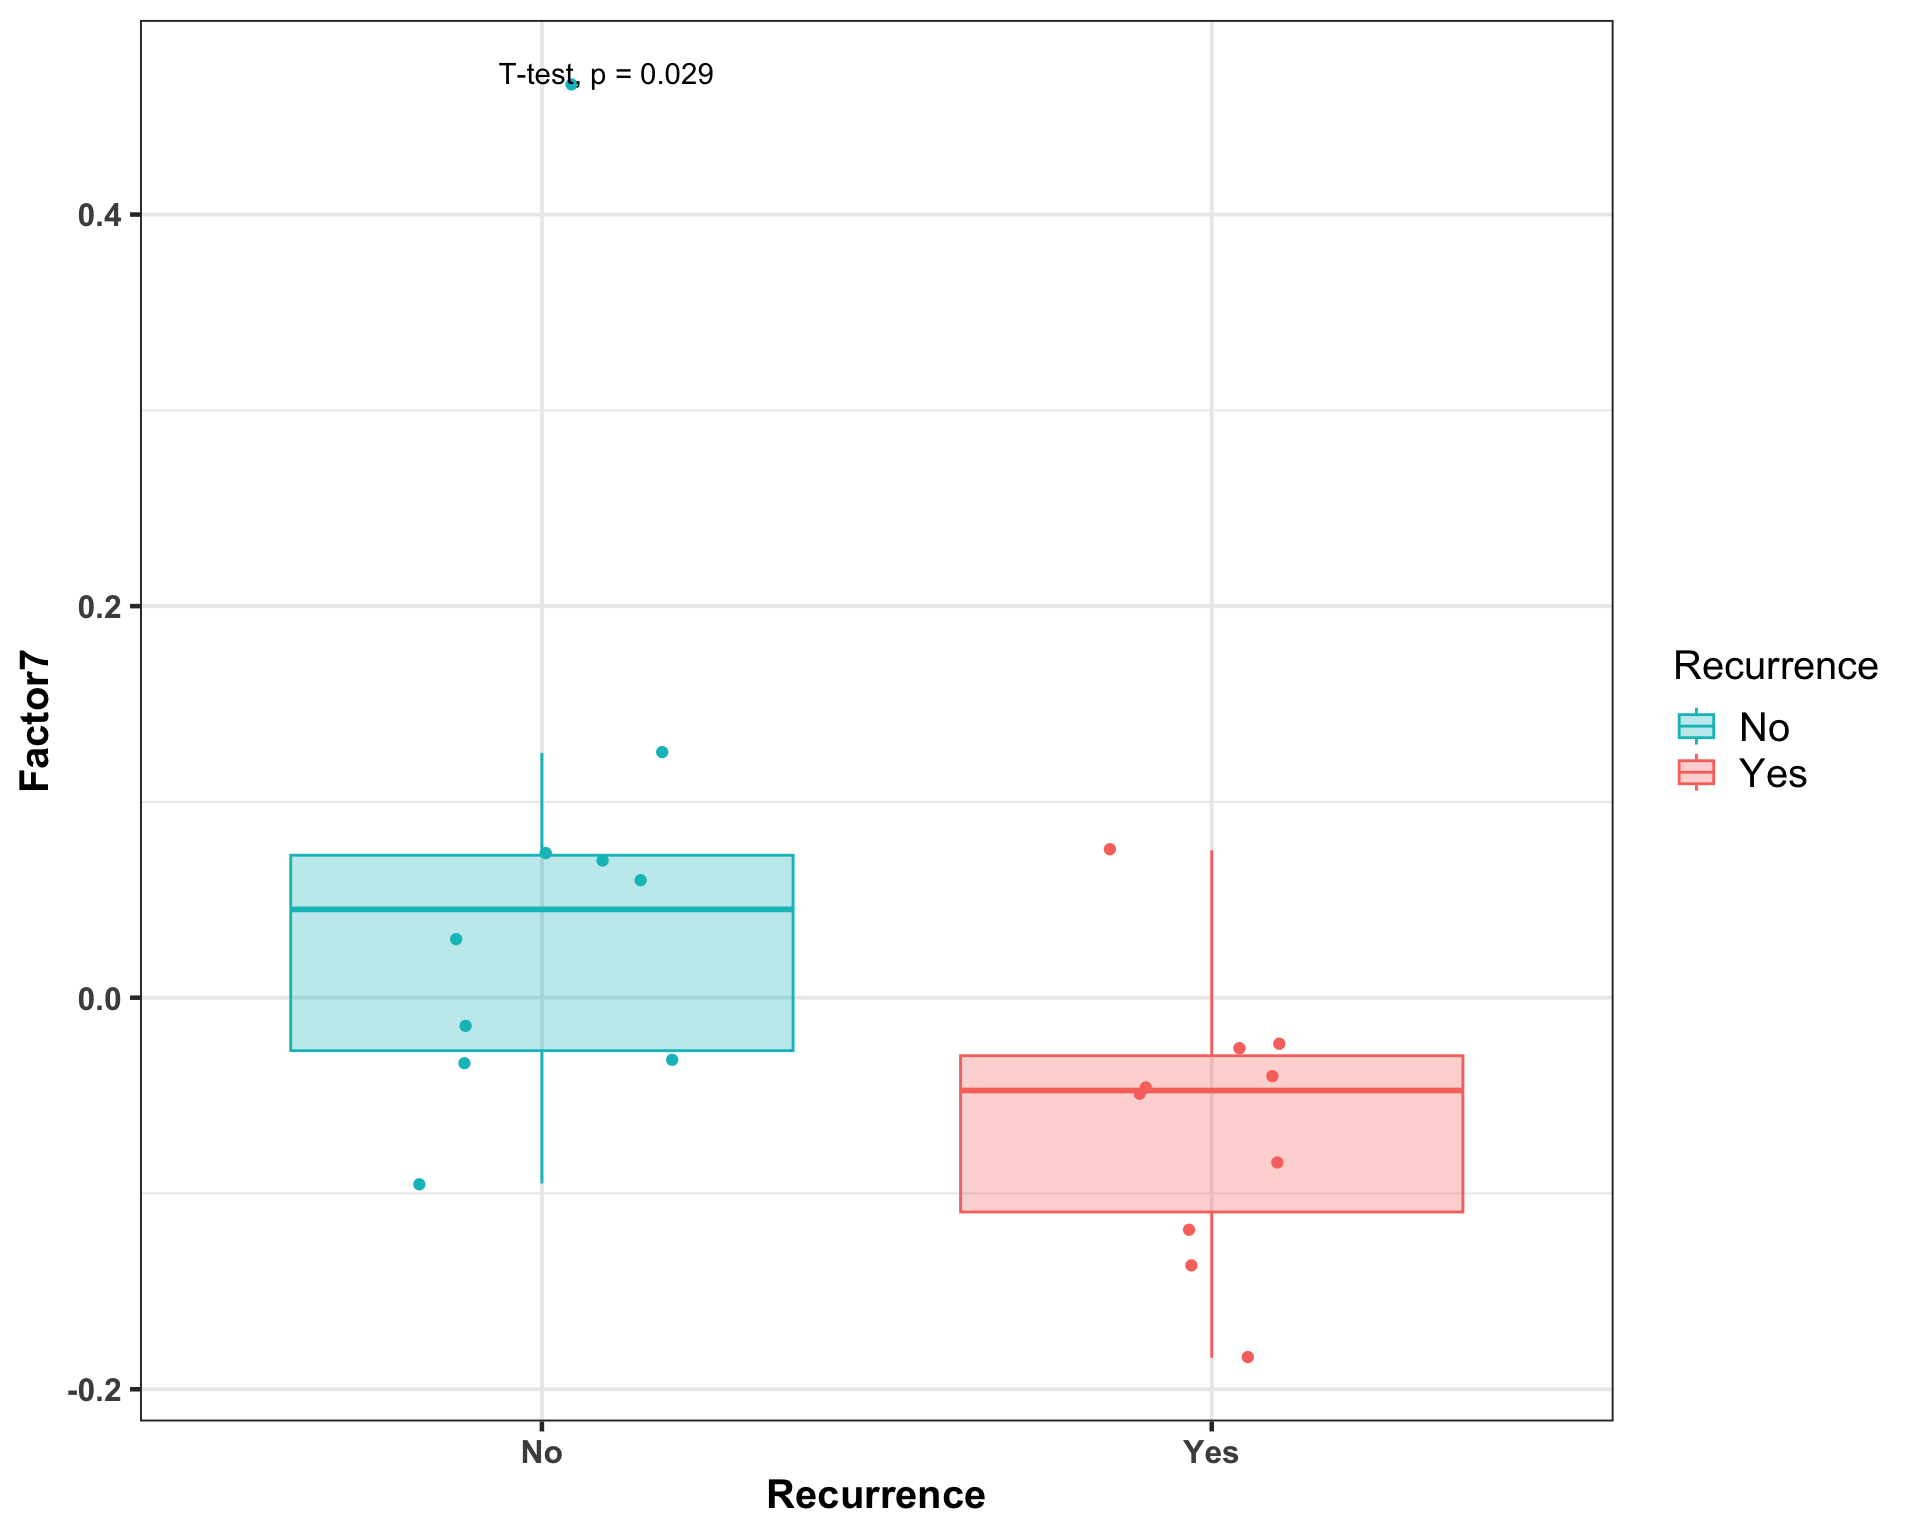 T-test, p = 0.029
0.4
0.2
0.0
-0.2
Factor7
No
Yes
Recurrence
Recurrence
No
Yes